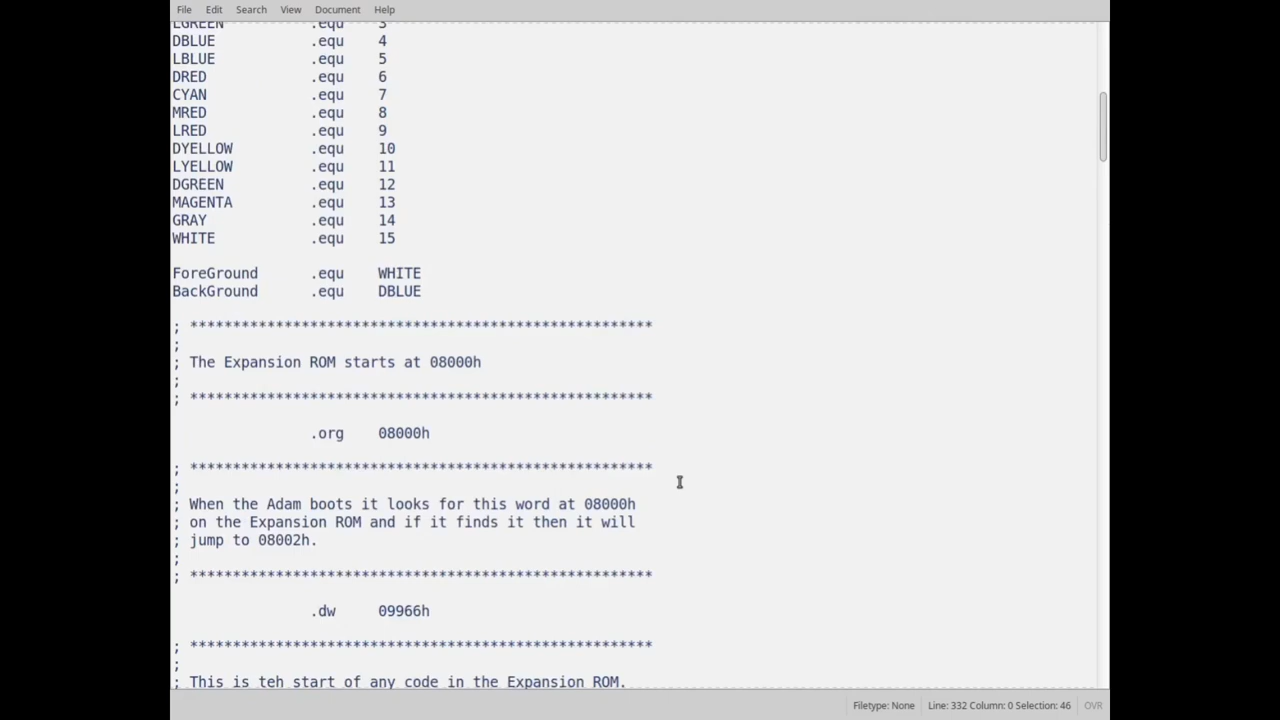 File Edit Search View Document Help
LGREEN .equ 3
DBLUE .equ 4
LBLUE .equ 5
DRED .equ 6
CYAN .equ 7
MRED .equ 8
LRED .equ 9
DYELLOW .equ 10
LYELLOW .equ 11
DGREEN .equ 12
MAGENTA .equ 13
GRAY .equ 14
WHITE .equ 15
ForeGround .equ WHITE
BackGround .equ DBLUE
; ******************************************************
;
; The Expansion ROM starts at 08000h
;
; ******************************************************
.org 08000h
; ******************************************************
;
; When the Adam boots it looks for this word at 08000h
; on the Expansion ROM and if it finds it then it will
; jump to 08002h.
;
; ******************************************************
.dw 09966h
; ******************************************************
;
; This is teh start of any code in the Expansion ROM.
Filetype: None Line: 332 Column: 0 Selection: 46 OVR